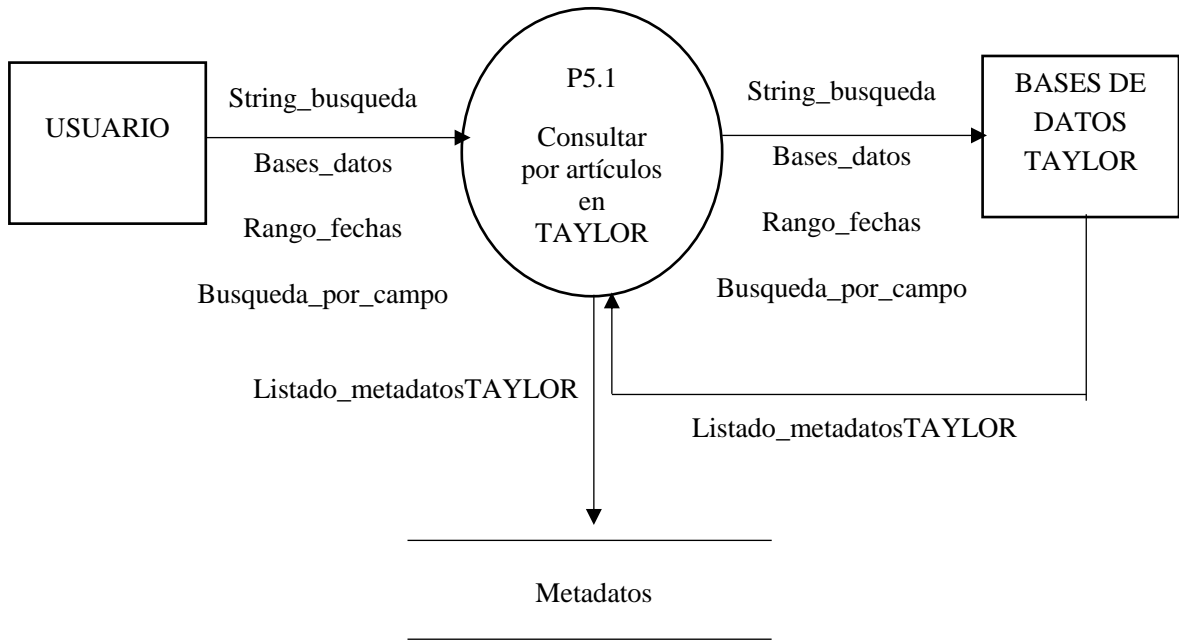 USUARIO
String_busqueda
Bases_datos
Rango_fechas
Busqueda_por_campo
P5.1
Consultar
por artículos
en
TAYLOR
String_busqueda
Bases_datos
Rango_fechas
Busqueda_por_campo
BASES DE
DATOS
TAYLOR
Listado_metadatosTAYLOR
Listado_metadatosTAYLOR
Metadatos